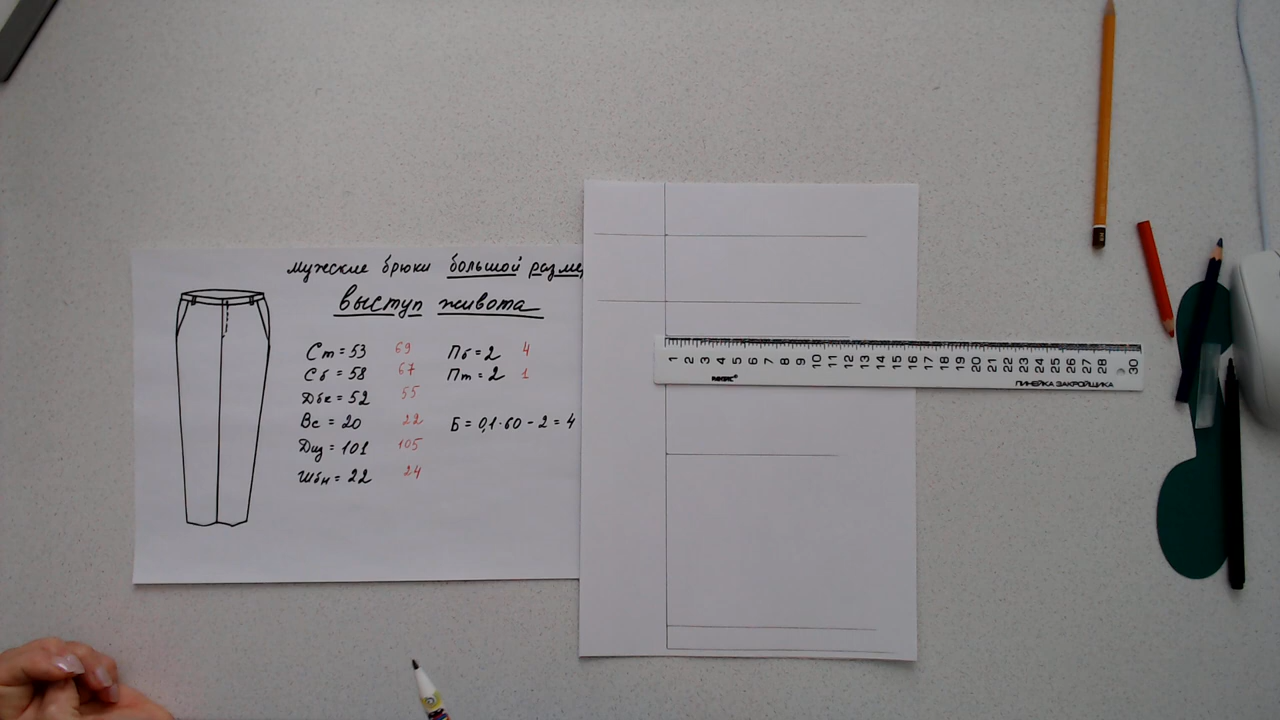 мужские брюки большой разме
выступ живота
Ст = 53 69 Пб = 2 4
Сб = 58 67 Пт = 2 1
Дбк = 52 55
Вс = 20 22 Б = 0,1·60 - 2 = 4
Диз = 101 105
Шбн = 22 24
1 2 3 4 5 6 7 8 9 10 11 12 13 14 15 16 17 18 19 20 21 22 23 24 25 26 27 28 30
ЛИНЕЙКА ЗАКРОЙЩИКА